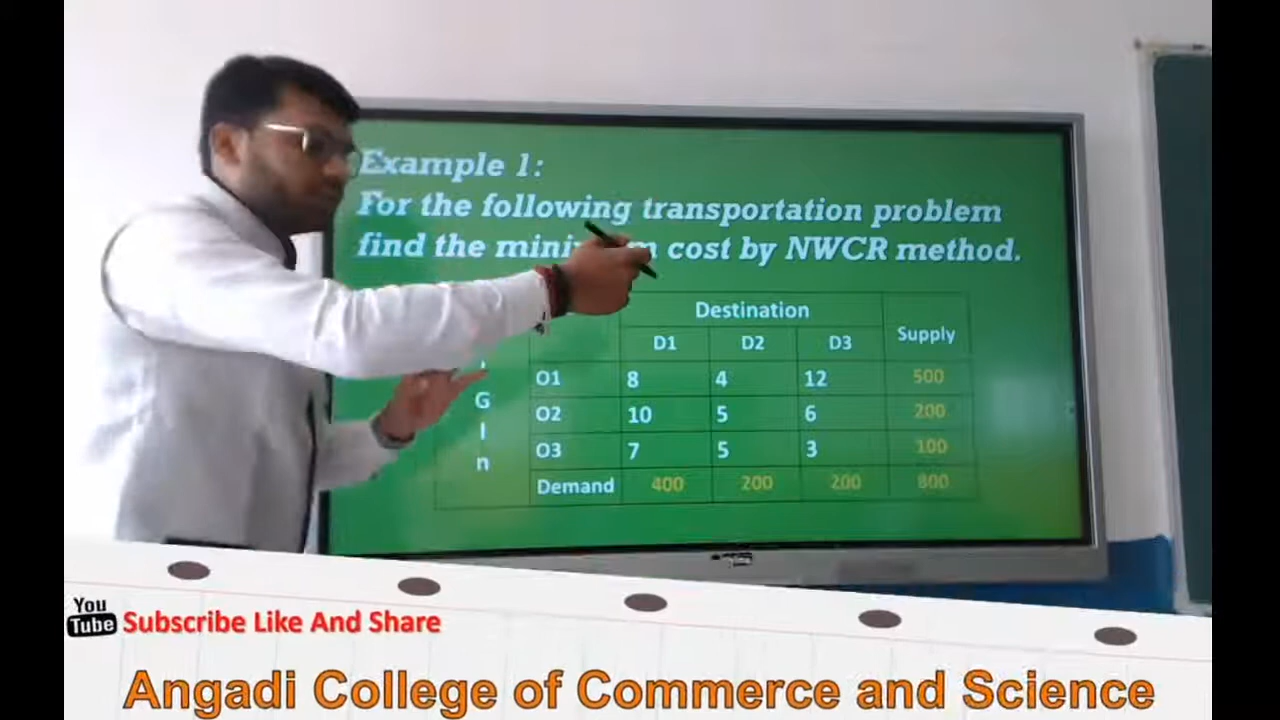 Example 1:
For the following transportation problem
find the cost by NWCR method.
Destination
D1 D2 D3 Supply
O1 8 4 12 500
G
O2 10 5 6 200
I
O3 7 5 3 100
n
Demand 400 200 200 800
You
Tube Subscribe Like And Share
Angadi College of Commerce and Science